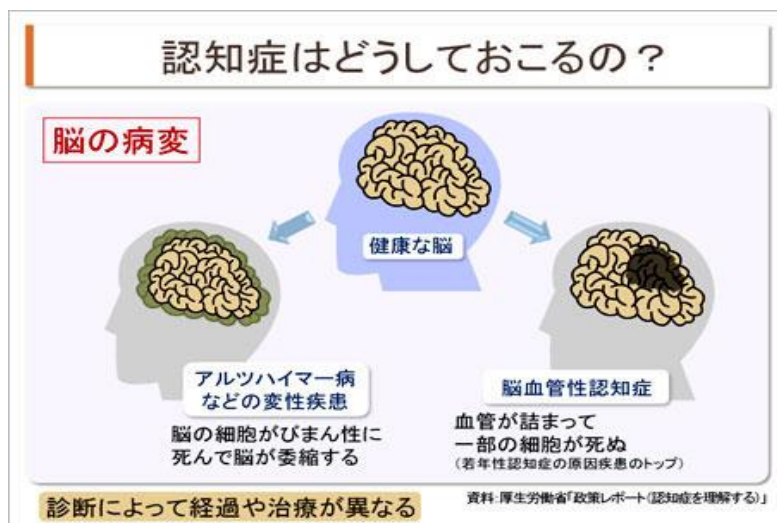 認知症はどうしておこるの？
脳の病変
健康な脳
アルツハイマー病
などの変性疾患
脳の細胞がびまん性に
死んで脳が委縮する
脳血管性認知症
血管が詰まって
一部の細胞が死ぬ
(若年性認知症の原因疾患のトップ)
診断によって経過や治療が異なる
資料:厚生労働省「政策レポート(認知症を理解する)」